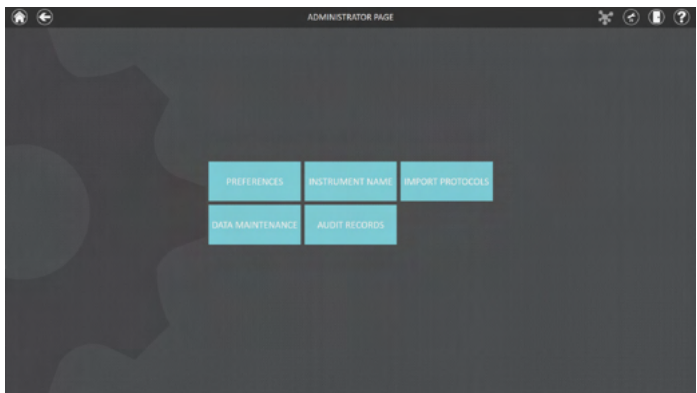 ADMINISTRATOR PAGE
?
PREFERENCES INSTRUMENT NAME IMPORT PROTOCOLS
DATA MAINTENANCE AUDIT RECORDS